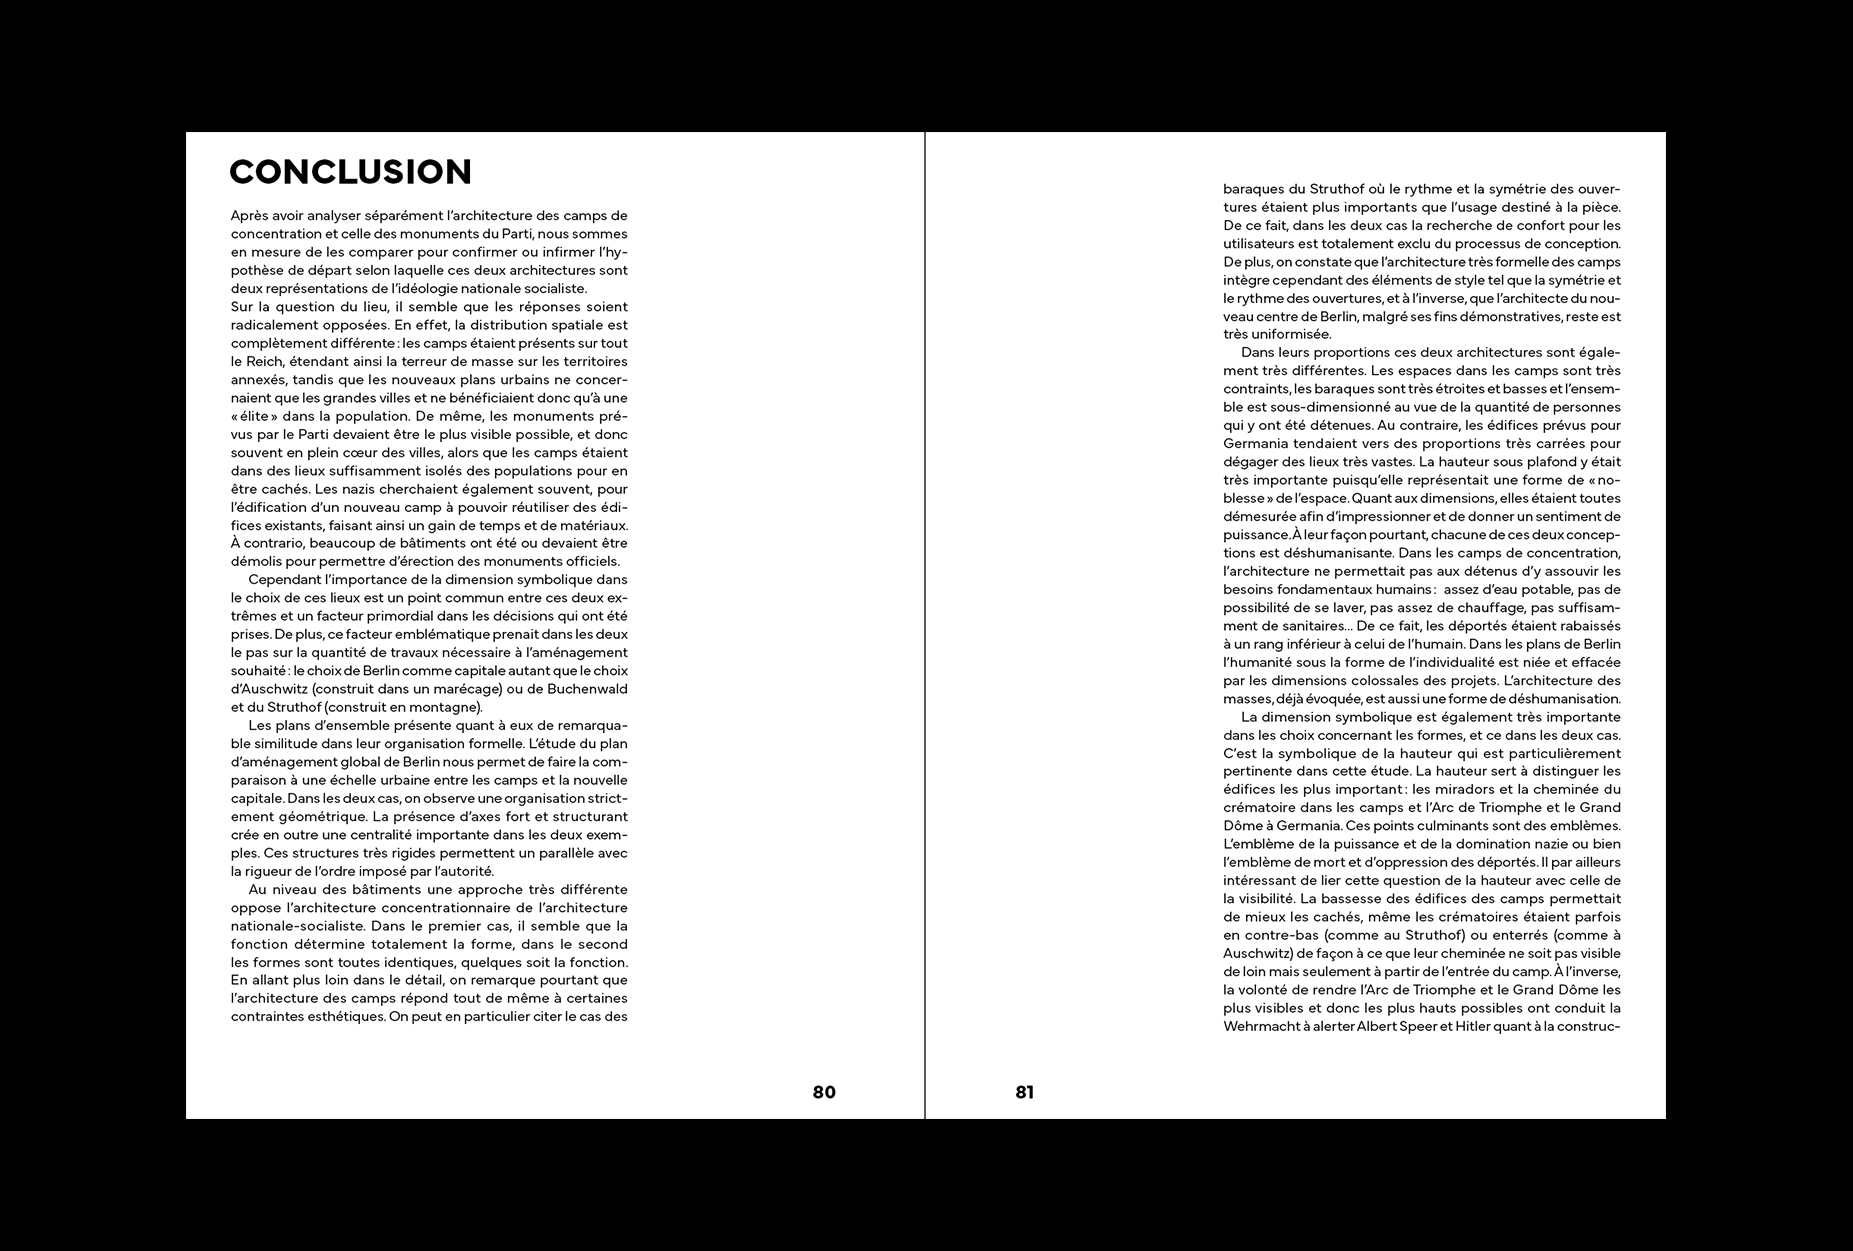 CONCLUSION
Après avoir analyser séparément l'architecture des camps de
concentration et celle des monuments du Parti, nous sommes
en mesure de les comparer pour confirmer ou infirmer l'hy-
pothèse de départ selon laquelle ces deux architectures sont
deux représentations de l'idéologie nationale socialiste.
Sur la question du lieu, il semble que les réponses soient
radicalement opposées. En effet, la distribution spatiale est
complètement différente : les camps étaient présents sur tout
le Reich, étendant ainsi la terreur de masse sur les territoires
annexés, tandis que les nouveaux plans urbains ne concer-
naient que les grandes villes et ne bénéficiaient donc qu'à une
« élite » dans la population. De même, les monuments pré-
vus par le Parti devaient être le plus visible possible, et donc
souvent en plein cœur des villes, alors que les camps étaient
dans des lieux suffisamment isolés des populations pour en
être cachés. Les nazis cherchaient également souvent, pour
l'édification d'un nouveau camp à pouvoir réutiliser des édi-
fices existants, faisant ainsi un gain de temps et de matériaux.
À contrario, beaucoup de bâtiments ont été ou devaient être
démolis pour permettre d'érection des monuments officiels.
Cependant l'importance de la dimension symbolique dans
le choix de ces lieux est un point commun entre ces deux ex-
trêmes et un facteur primordial dans les décisions qui ont été
prises. De plus, ce facteur emblématique prenait dans les deux
le pas sur la quantité de travaux nécessaire à l'aménagement
souhaité : le choix de Berlin comme capitale autant que le choix
d'Auschwitz (construit dans un marécage) ou de Buchenwald
et du Struthof (construit en montagne).
Les plans d'ensemble présente quant à eux de remarqua-
ble similitude dans leur organisation formelle. L'étude du plan
d'aménagement global de Berlin nous permet de faire la com-
paraison à une échelle urbaine entre les camps et la nouvelle
capitale. Dans les deux cas, on observe une organisation strict-
ement géométrique. La présence d'axes fort et structurant
crée en outre une centralité importante dans les deux exem-
ples. Ces structures très rigides permettent un parallèle avec
la rigueur de l'ordre imposé par l'autorité.
Au niveau des bâtiments une approche très différente
oppose l'architecture concentrationnaire de l'architecture
nationale-socialiste. Dans le premier cas, il semble que la
fonction détermine totalement la forme, dans le second
les formes sont toutes identiques, quelques soit la fonction.
En allant plus loin dans le détail, on remarque pourtant que
l'architecture des camps répond tout de même à certaines
contraintes esthétiques. On peut en particulier citer le cas des
80
baraques du Struthof où le rythme et la symétrie des ouver-
tures étaient plus importants que l'usage destiné à la pièce.
De ce fait, dans les deux cas la recherche de confort pour les
utilisateurs est totalement exclu du processus de conception.
De plus, on constate que l'architecture très formelle des camps
intègre cependant des éléments de style tel que la symétrie et
le rythme des ouvertures, et à l'inverse, que l'architecte du nou-
veau centre de Berlin, malgré ses fins démonstratives, reste est
très uniformisée.
Dans leurs proportions ces deux architectures sont égale-
ment très différentes. Les espaces dans les camps sont très
contraints, les baraques sont très étroites et basses et l'ensem-
ble est sous-dimensionné au vue de la quantité de personnes
qui y ont été détenues. Au contraire, les édifices prévus pour
Germania tendaient vers des proportions très carrées pour
dégager des lieux très vastes. La hauteur sous plafond y était
très importante puisqu'elle représentait une forme de « no-
blesse » de l'espace. Quant aux dimensions, elles étaient toutes
démesurée afin d'impressionner et de donner un sentiment de
puissance. À leur façon pourtant, chacune de ces deux concep-
tions est déshumanisante. Dans les camps de concentration,
l'architecture ne permettait pas aux détenus d'y assouvir les
besoins fondamentaux humains :  assez d'eau potable, pas de
possibilité de se laver, pas assez de chauffage, pas suffisam-
ment de sanitaires... De ce fait, les déportés étaient rabaissés
à un rang inférieur à celui de l'humain. Dans les plans de Berlin
l'humanité sous la forme de l'individualité est niée et effacée
par les dimensions colossales des projets. L'architecture des
masses, déjà évoquée, est aussi une forme de déshumanisation.
La dimension symbolique est également très importante
dans les choix concernant les formes, et ce dans les deux cas.
C'est la symbolique de la hauteur qui est particulièrement
pertinente dans cette étude. La hauteur sert à distinguer les
édifices les plus important : les miradors et la cheminée du
crématoire dans les camps et l'Arc de Triomphe et le Grand
Dôme à Germania. Ces points culminants sont des emblèmes.
L'emblème de la puissance et de la domination nazie ou bien
l'emblème de mort et d'oppression des déportés. Il par ailleurs
intéressant de lier cette question de la hauteur avec celle de
la visibilité. La bassesse des édifices des camps permettait
de mieux les cachés, même les crématoires étaient parfois
en contre-bas (comme au Struthof) ou enterrés (comme à
Auschwitz) de façon à ce que leur cheminée ne soit pas visible
de loin mais seulement à partir de l'entrée du camp. À l'inverse,
la volonté de rendre l'Arc de Triomphe et le Grand Dôme les
plus visibles et donc les plus hauts possibles ont conduit la
Wehrmacht à alerter Albert Speer et Hitler quant à la construc-
81